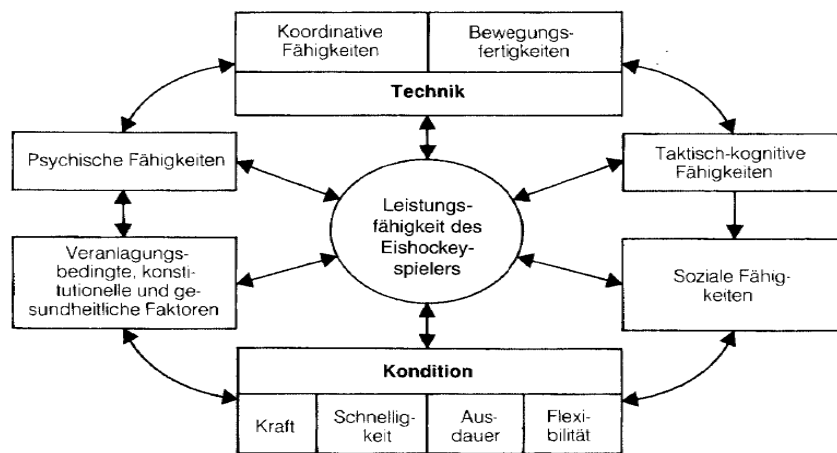 Koordinative
Fähigkeiten
Bewegungs-
fertigkeiten
Technik
Psychische Fähigkeiten
Taktisch-kognitive
Fähigkeiten
Leistungs-
fähigkeit des
Eishockey-
spielers
Veranlagungs-
bedingte, konsti-
tutionelle und ge-
sundheitliche Faktoren
Soziale Fähig-
keiten
Kondition
Kraft
Schnellig-
keit
Aus-
dauer
Flexi-
bilität